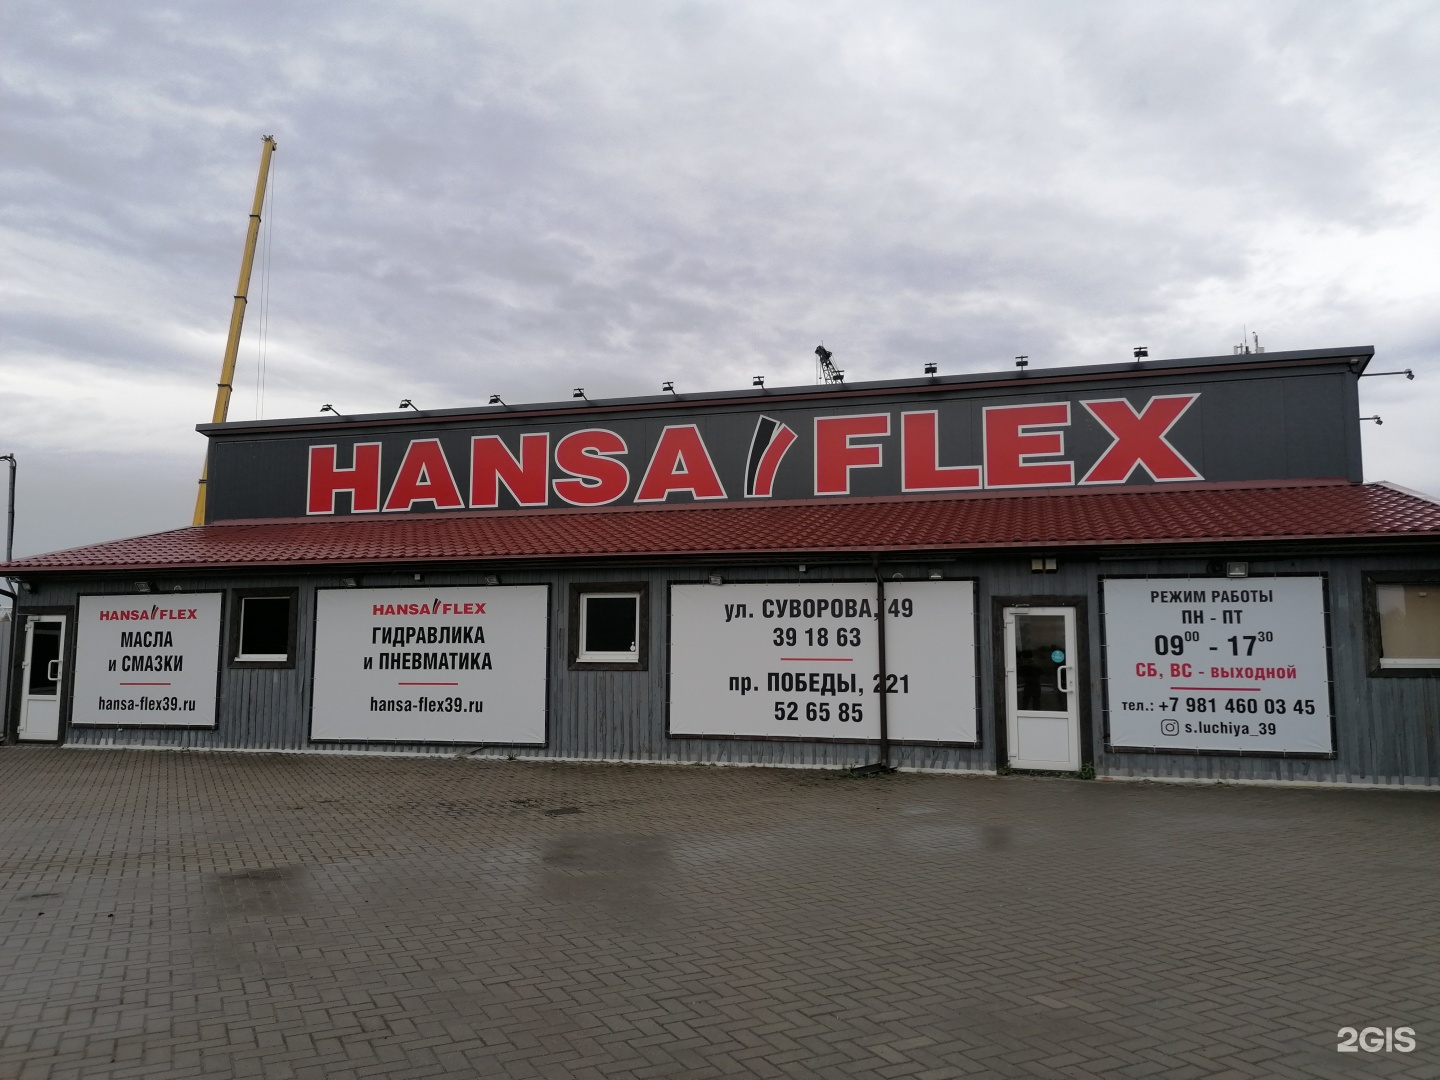 HANSA FLEX
HANSA FLEX
МАСЛА
и СМАЗКИ
hansa-flex39.ru
HANSA FLEX
ГИДРАВЛИКА
и ПНЕВМАТИКА
hansa-flex39.ru
ул. СУВОРОВА, 49
39 18 63
пр. ПОБЕДЫ, 221
52 65 85
РЕЖИМ РАБОТЫ
ПН - ПТ
09⁰⁰ - 17³⁰
СБ, ВС - выходной
тел.: +7 981 460 03 45
s.luchiya_39
2GIS